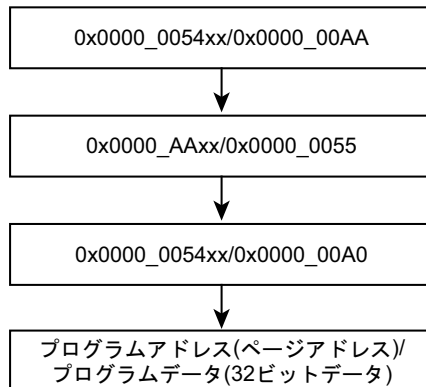 0x0000_0054xx/0x0000_00AA
0x0000_AAxx/0x0000_0055
0x0000_0054xx/0x0000_00A0
プログラムアドレス(ページアドレス)/
プログラムデータ(32ビットデータ)